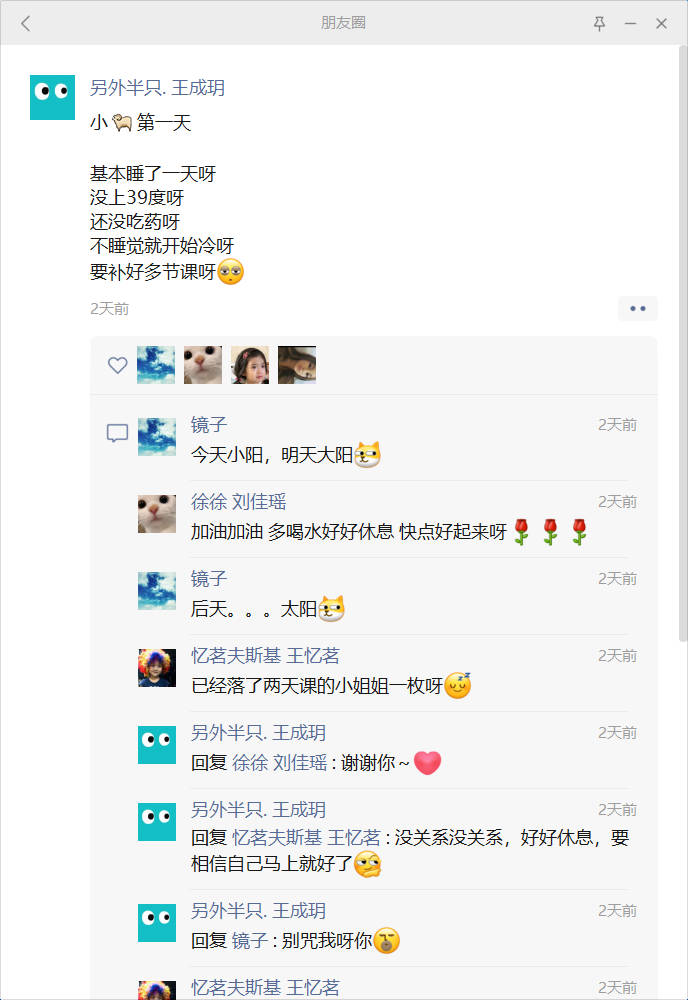 朋友圈
另外半只. 王成玥
小🐏第一天
基本睡了一天呀
没上39度呀
还没吃药呀
不睡觉就开始冷呀
要补好多节课呀
2天前
镜子
2天前
今天小阳，明天大阳
徐徐 刘佳瑶
2天前
加油加油 多喝水好好休息 快点好起来呀
镜子
2天前
后天。。。太阳
忆茗夫斯基 王忆茗
2天前
已经落了两天课的小姐姐一枚呀
另外半只. 王成玥
2天前
回复 徐徐 刘佳瑶 : 谢谢你~
另外半只. 王成玥
2天前
回复 忆茗夫斯基 王忆茗 : 没关系没关系，好好休息，要
相信自己马上就好了
另外半只. 王成玥
2天前
回复 镜子 : 别咒我呀你
忆茗夫斯基 王忆茗
2天前